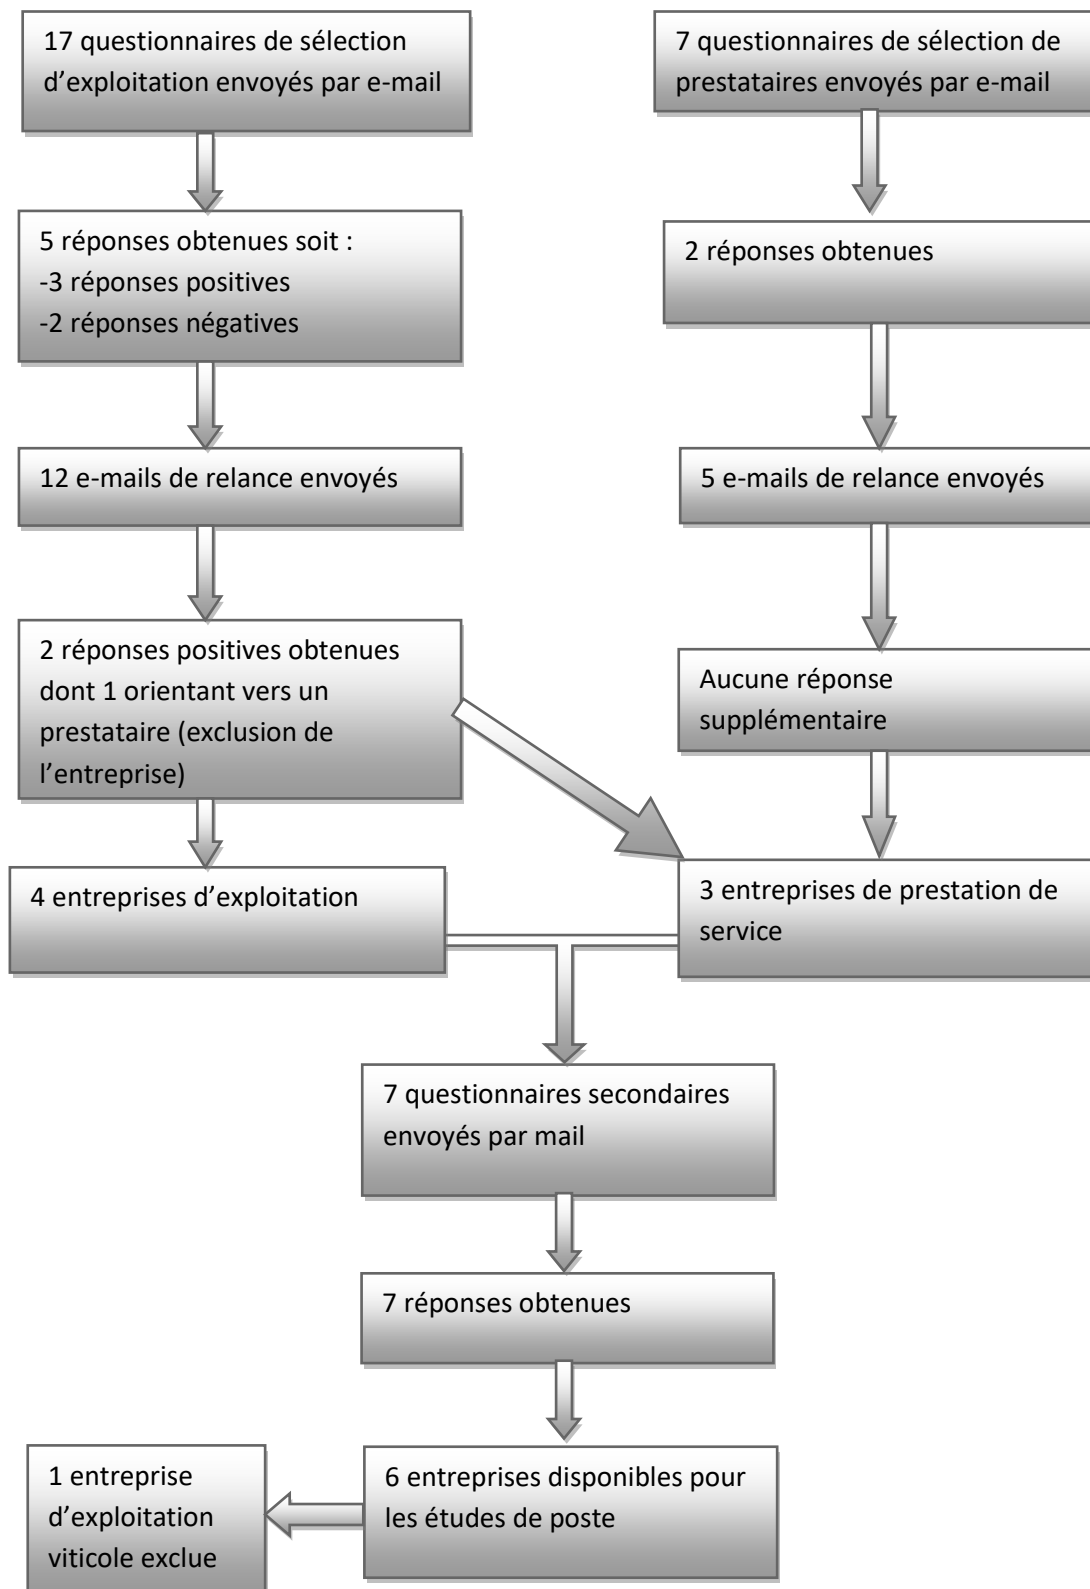 17 questionnaires de sélection
d’exploitation envoyés par e-mail
7 questionnaires de sélection de
prestataires envoyés par e-mail
5 réponses obtenues soit :
-3 réponses positives
-2 réponses négatives
2 réponses obtenues
12 e-mails de relance envoyés
5 e-mails de relance envoyés
2 réponses positives obtenues
dont 1 orientant vers un
prestataire (exclusion de
l’entreprise)
Aucune réponse
supplémentaire
4 entreprises d’exploitation
3 entreprises de prestation de
service
7 questionnaires secondaires
envoyés par mail
7 réponses obtenues
1 entreprise
d’exploitation
viticole exclue
6 entreprises disponibles pour
les études de poste